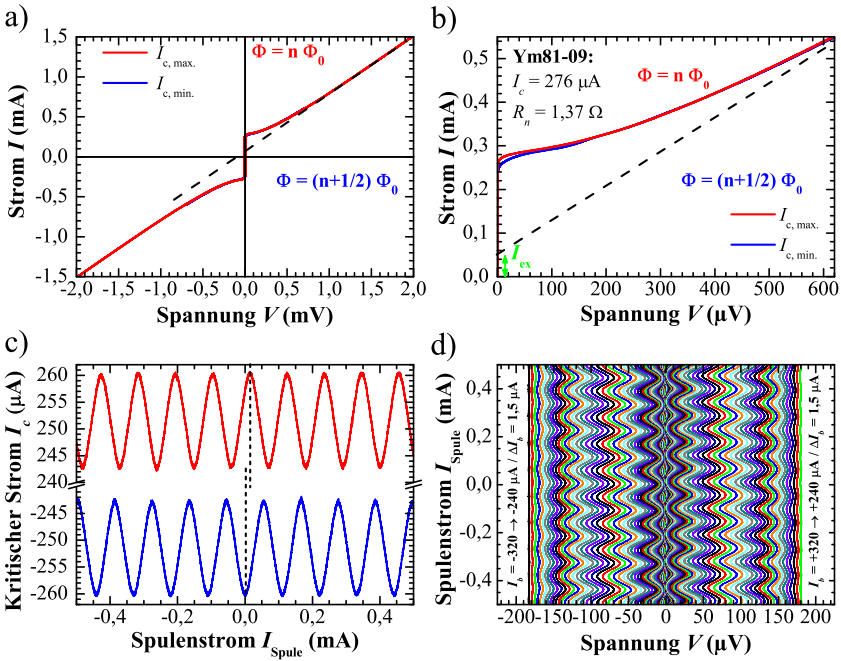 a)
1,5
1,0
0,5
0,0
-0,5
-1,0
-1,5
-2,0 -1,5 -1,0 -0,5 0,0 0,5 1,0 1,5 2,0
Strom I (mA)
Spannung V (mV)
I_c, max.
I_c, min.
Φ = n Φ_0
Φ = (n+1/2) Φ_0
b)
0,5
0,4
0,3
0,2
0,1
0,0
0 100 200 300 400 500 600
Strom I (mA)
Spannung V (µV)
Ym81-09:
I_c = 276 µA
R_n = 1,37 Ω
Φ = n Φ_0
Φ = (n+1/2) Φ_0
I_c, max.
I_c, min.
I_ex
c)
260
255
250
245
240
-245
-250
-255
-260
-0,4 -0,2 0,0 0,2 0,4
Kritischer Strom I_c (µA)
Spulenstrom I_Spule (mA)
d)
0,4
0,2
0,0
-0,2
-0,4
-200 -150 -100 -50 0 50 100 150 200
Spulenstrom I_Spule (mA)
Spannung V (µV)
I_b = -320 → -240 µA / ΔI_b = 1,5 µA
I_b = +320 → +240 µA / ΔI_b = 1,5 µA